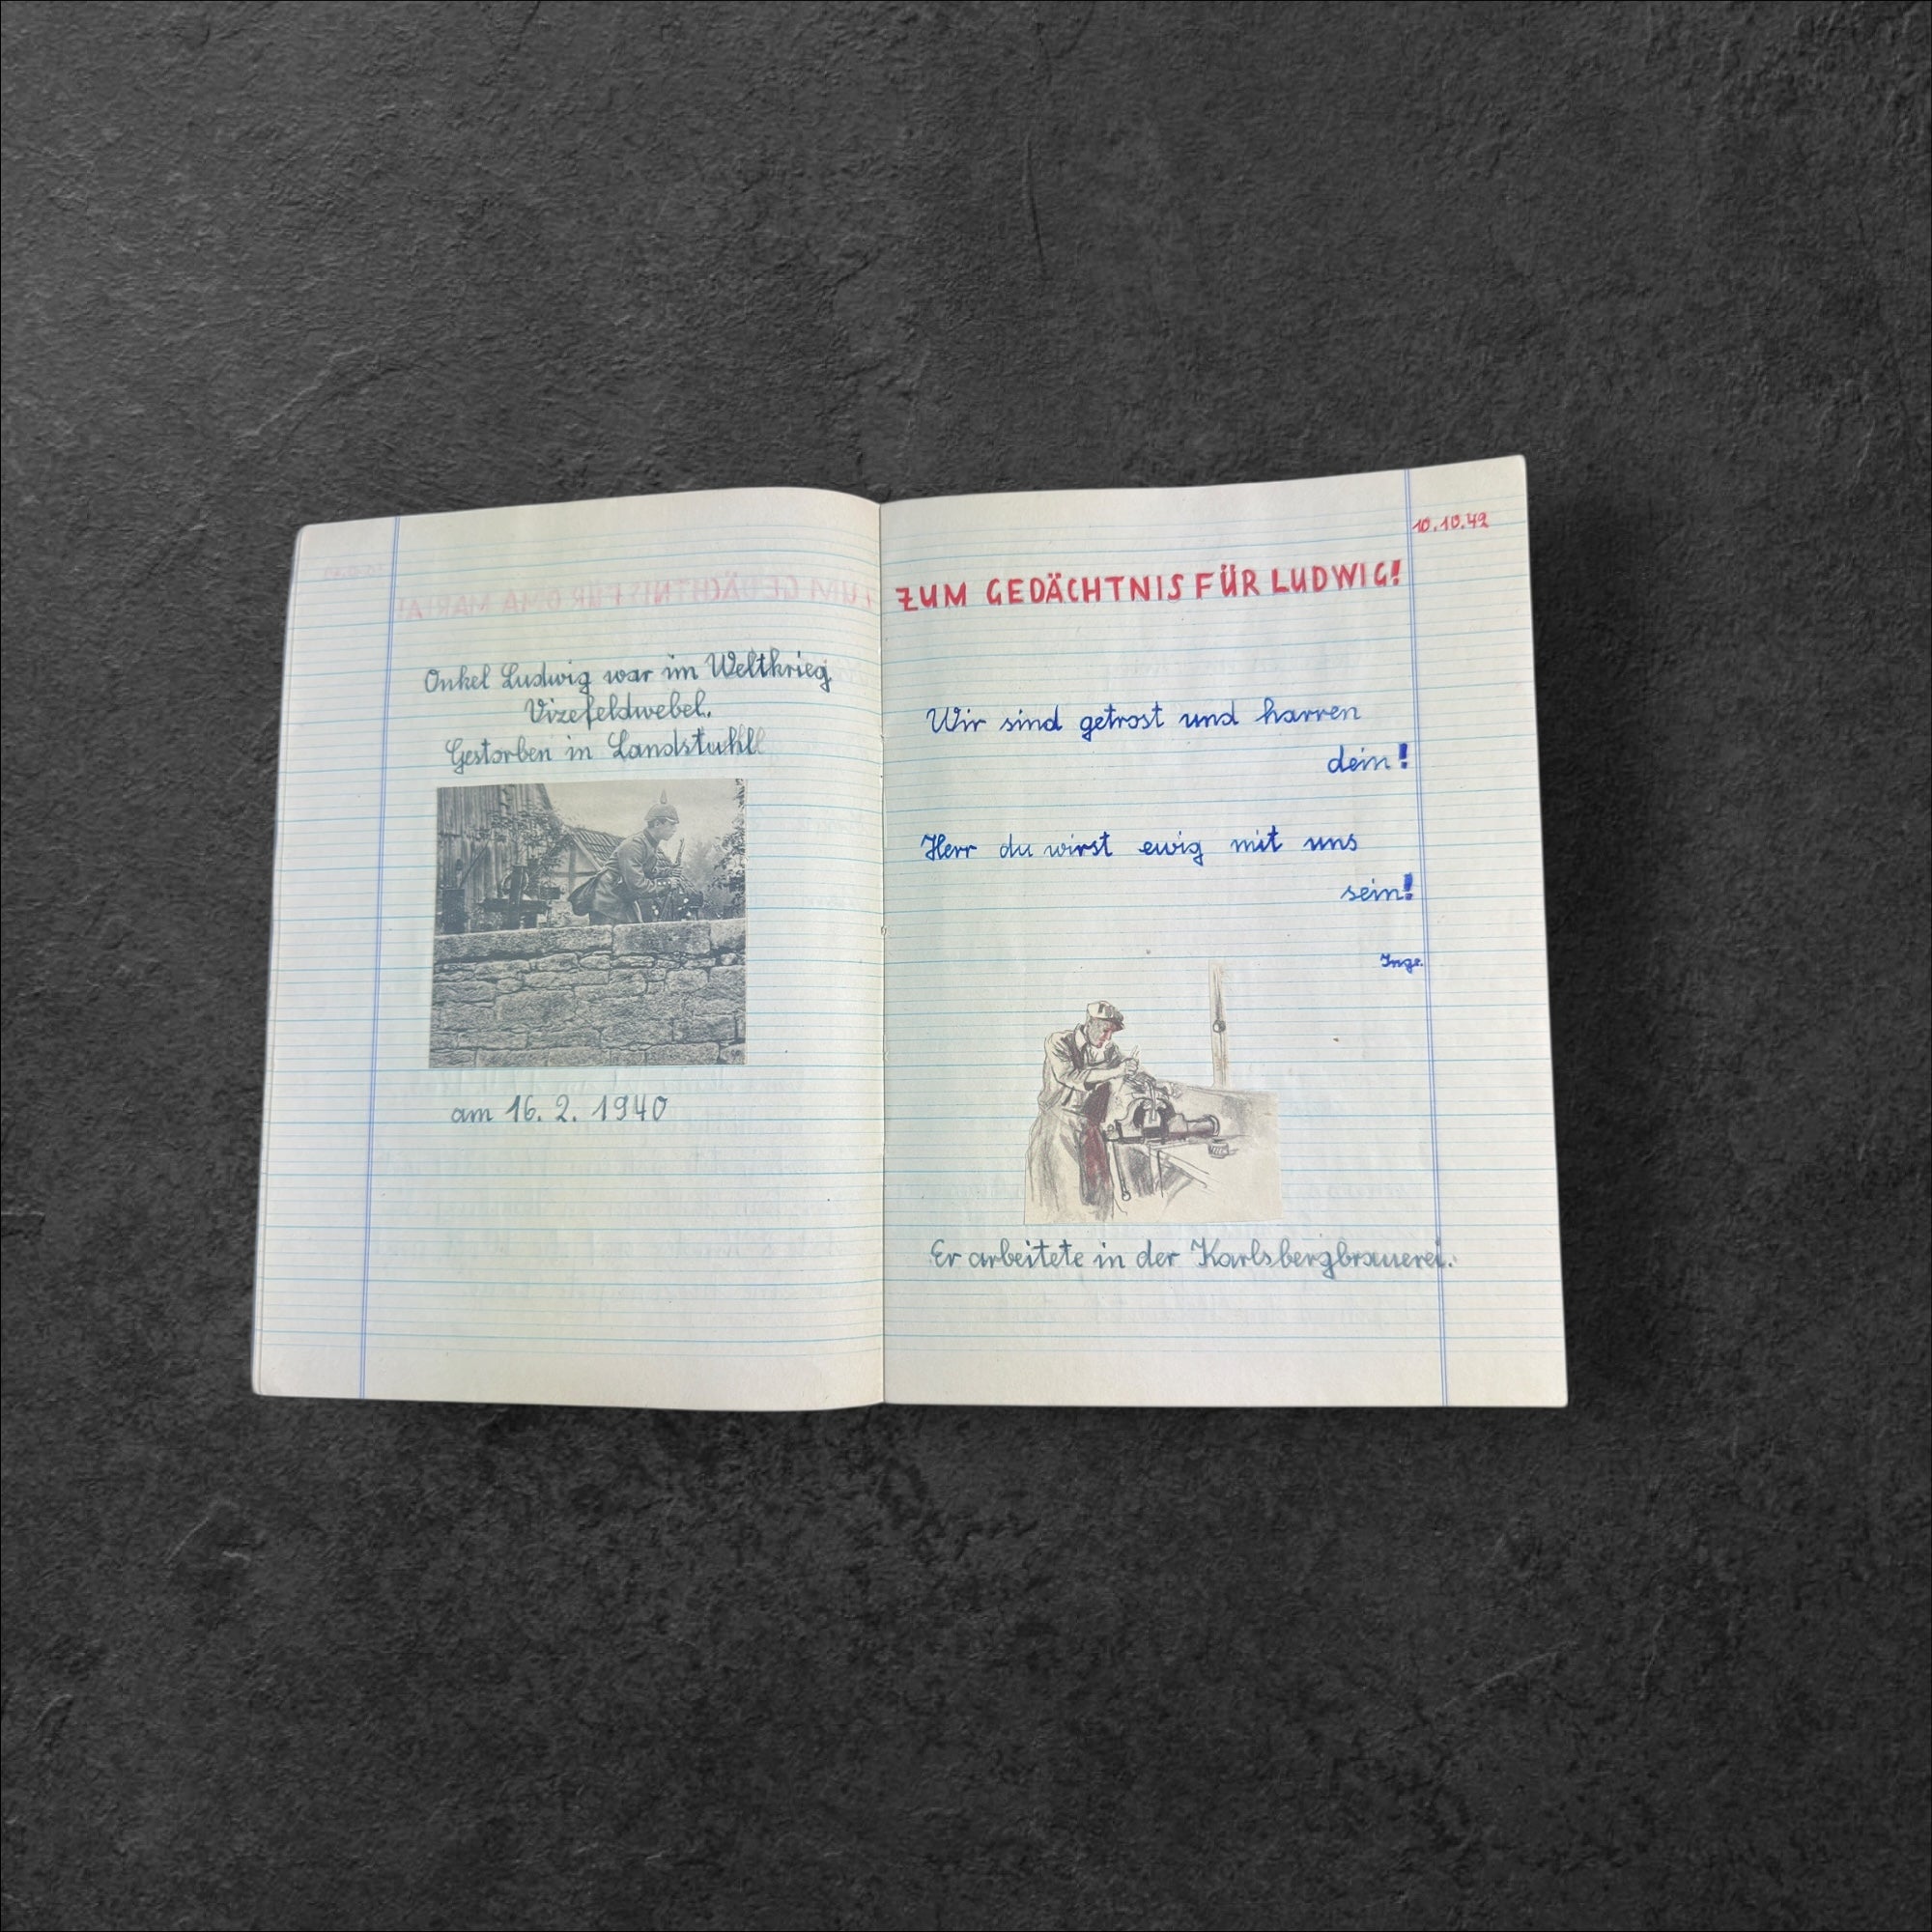 Onkel Ludwig war im Weltkrieg
Vizefeldwebel.
Gestorben in Landstuhl
am 16. 2. 1940
10.10.42
ZUM GEDÄCHTNIS FÜR LUDWIG!
Wir sind getrost und harren
dein!
Herr du wirst ewig mit uns
sein!
Inge.
Er arbeitete in der Karlsbergbrauerei.